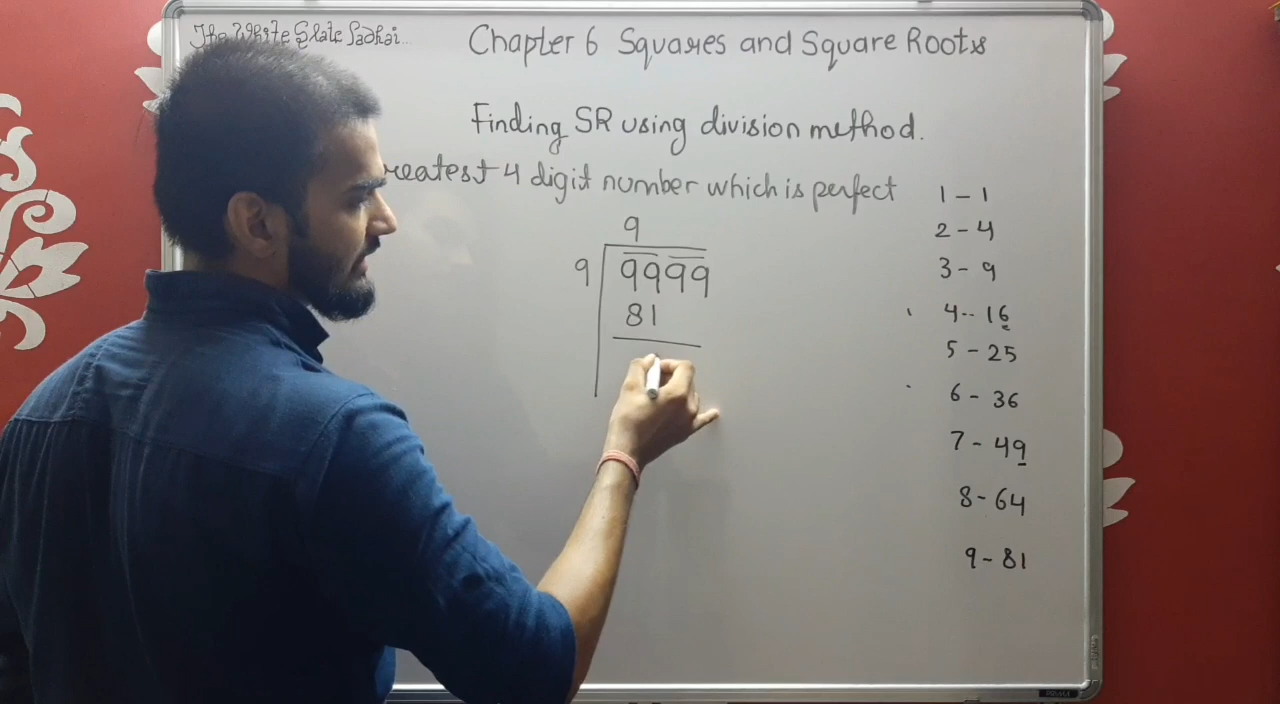 The White Slate Padhai...
Chapter 6 Squares and Square Roots
Finding SR using division method.
reatest 4 digit number which is perfect
9
9 9999
81
1 - 1
2 - 4
3 - 9
4 -- 16
5 - 25
6 - 36
7 - 49
8 - 64
9 - 81